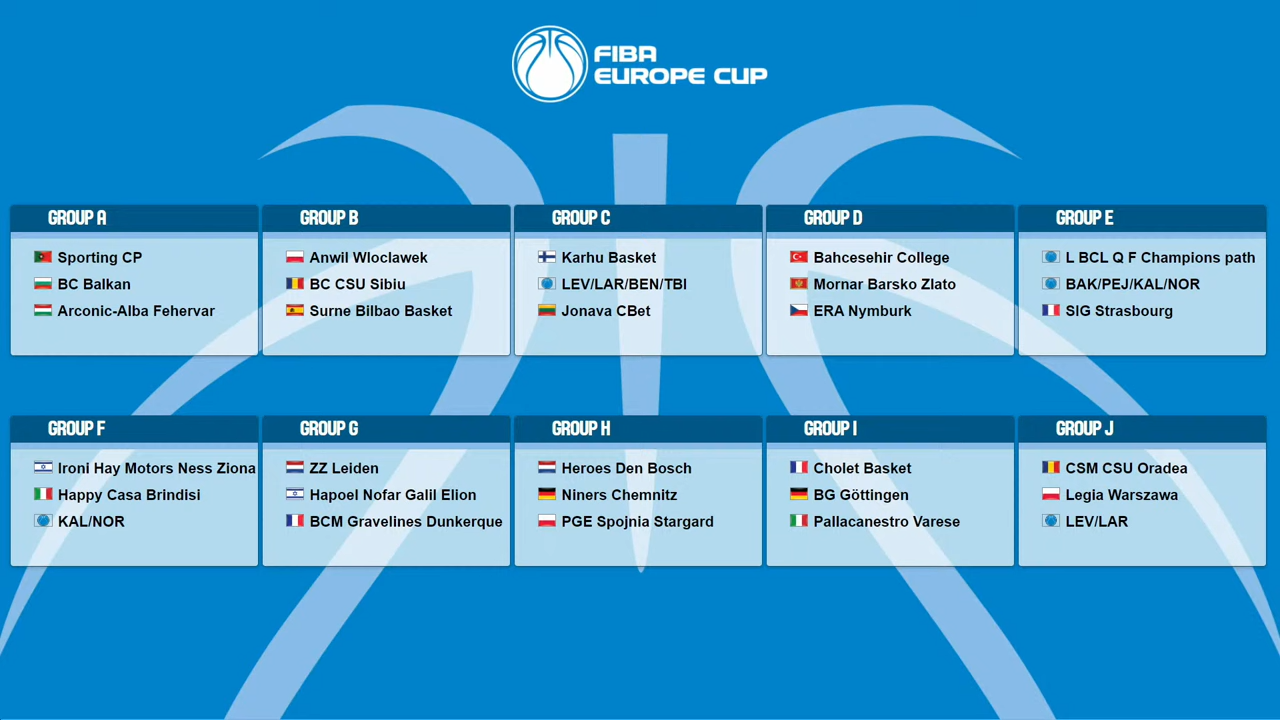 FIBA
EUROPE CUP
GROUP A
Sporting CP
BC Balkan
Arconic-Alba Fehervar
GROUP B
Anwil Wloclawek
BC CSU Sibiu
Surne Bilbao Basket
GROUP C
Karhu Basket
LEV/LAR/BEN/TBI
Jonava CBet
GROUP D
Bahcesehir College
Mornar Barsko Zlato
ERA Nymburk
GROUP E
L BCL Q F Champions path
BAK/PEJ/KAL/NOR
SIG Strasbourg
GROUP F
Ironi Hay Motors Ness Ziona
Happy Casa Brindisi
KAL/NOR
GROUP G
ZZ Leiden
Hapoel Nofar Galil Elion
BCM Gravelines Dunkerque
GROUP H
Heroes Den Bosch
Niners Chemnitz
PGE Spojnia Stargard
GROUP I
Cholet Basket
BG Göttingen
Pallacanestro Varese
GROUP J
CSM CSU Oradea
Legia Warszawa
LEV/LAR